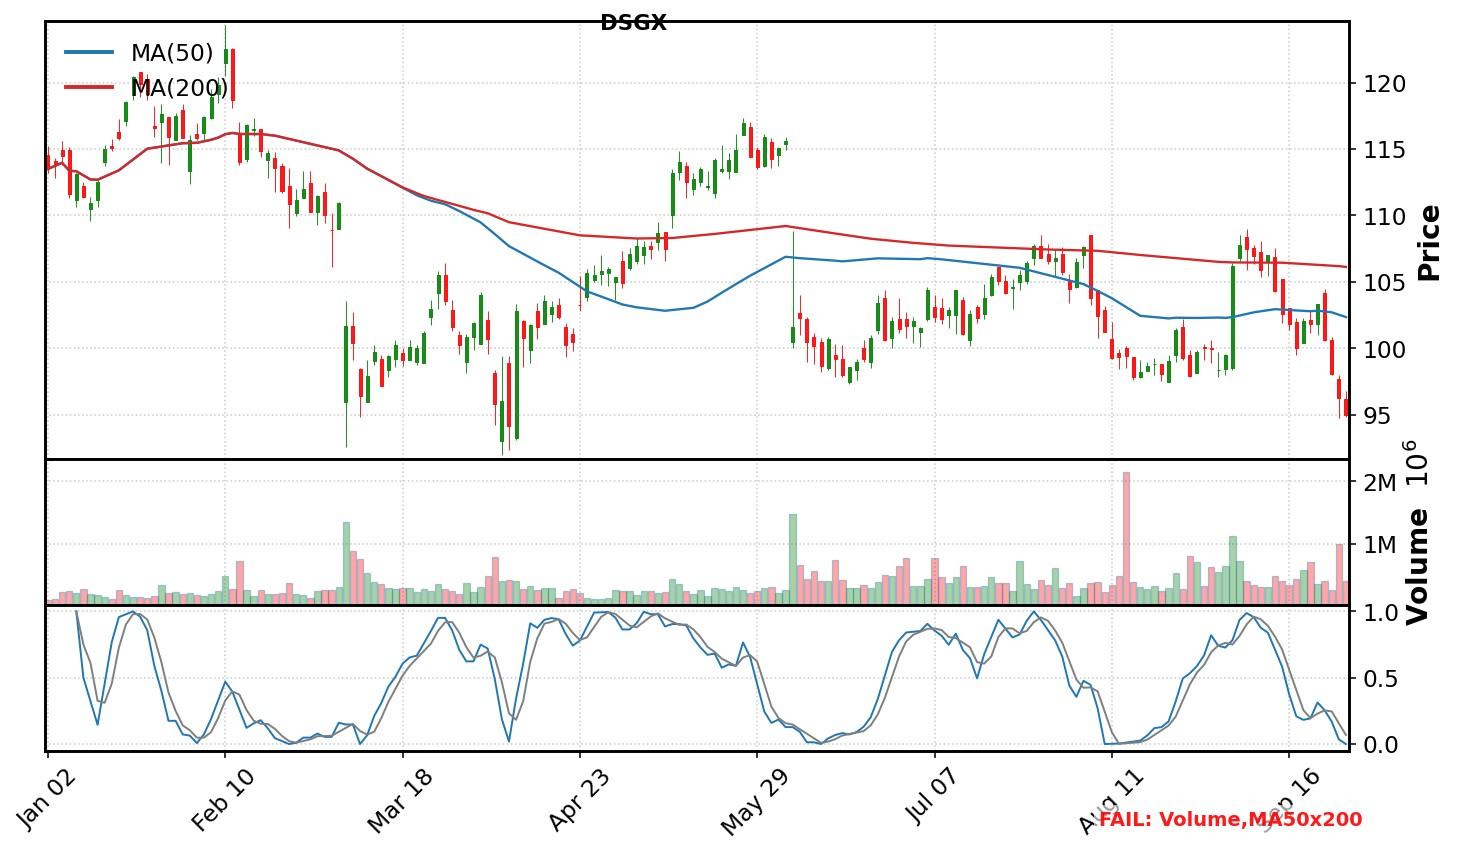 DSGX
MA(50)
MA(200)
120
115
110
105
100
95
Price
2M
1M
Volume 10^6
1.0
0.5
0.0
Jan 02
Feb 10
Mar 18
Apr 23
May 29
Jul 07
Aug 11
Sep 16
FAIL: Volume,MA50x200